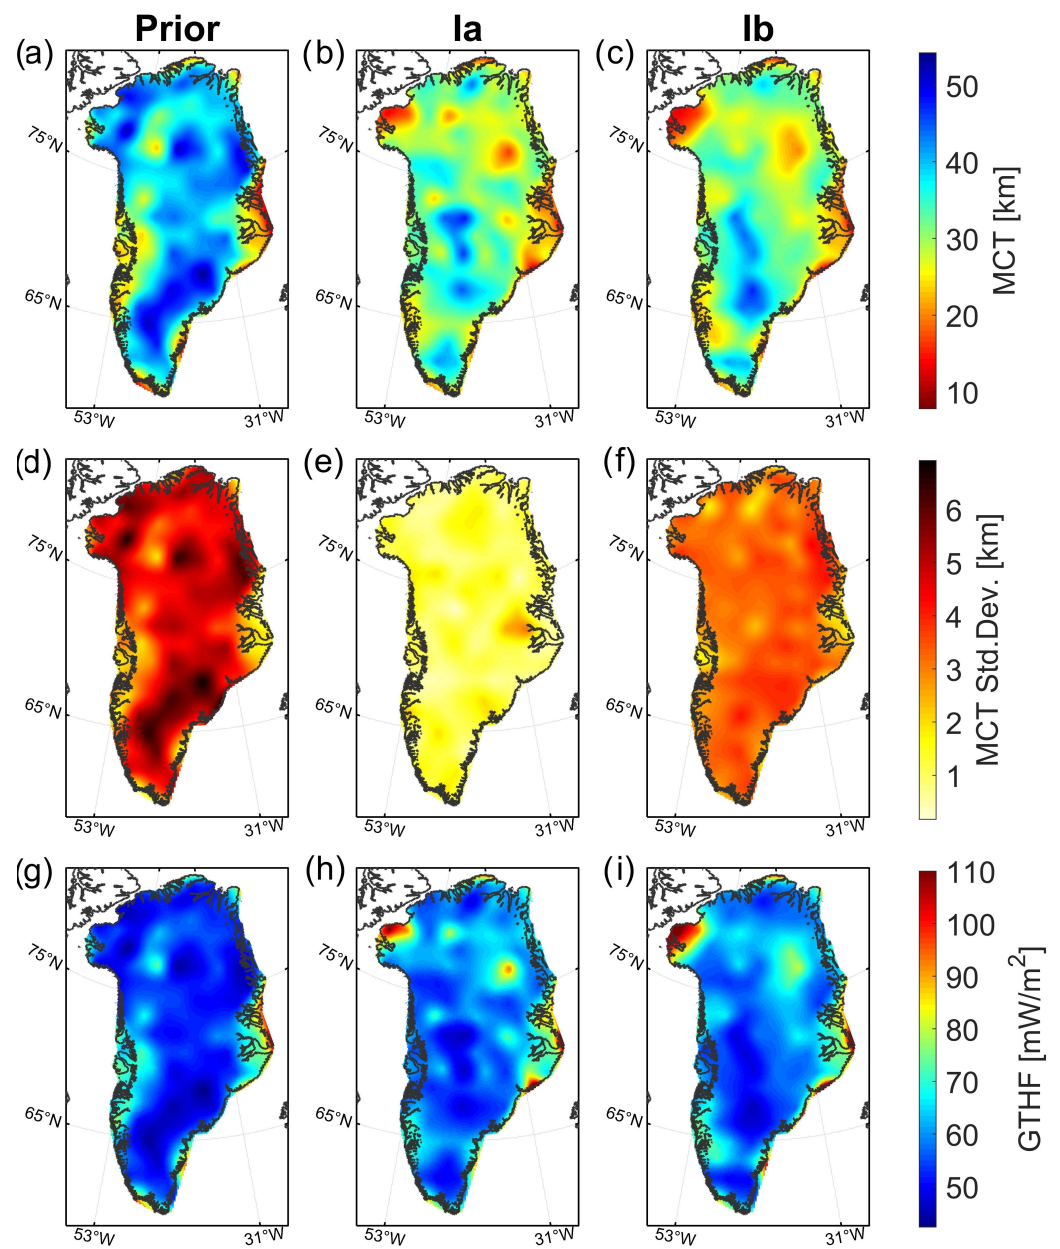 Prior Ia Ib
(a) (b) (c)
75°N 75°N 75°N
65°N 65°N 65°N
53°W 31°W 53°W 31°W 53°W 31°W
50
40
30
20
10
MCT [km]
(d) (e) (f)
75°N 75°N 75°N
65°N 65°N 65°N
53°W 31°W 53°W 31°W 53°W 31°W
6
5
4
3
2
1
MCT Std.Dev. [km]
(g) (h) (i)
75°N 75°N 75°N
65°N 65°N 65°N
53°W 31°W 53°W 31°W 53°W 31°W
110
100
90
80
70
60
50
GTHF [mW/m²]